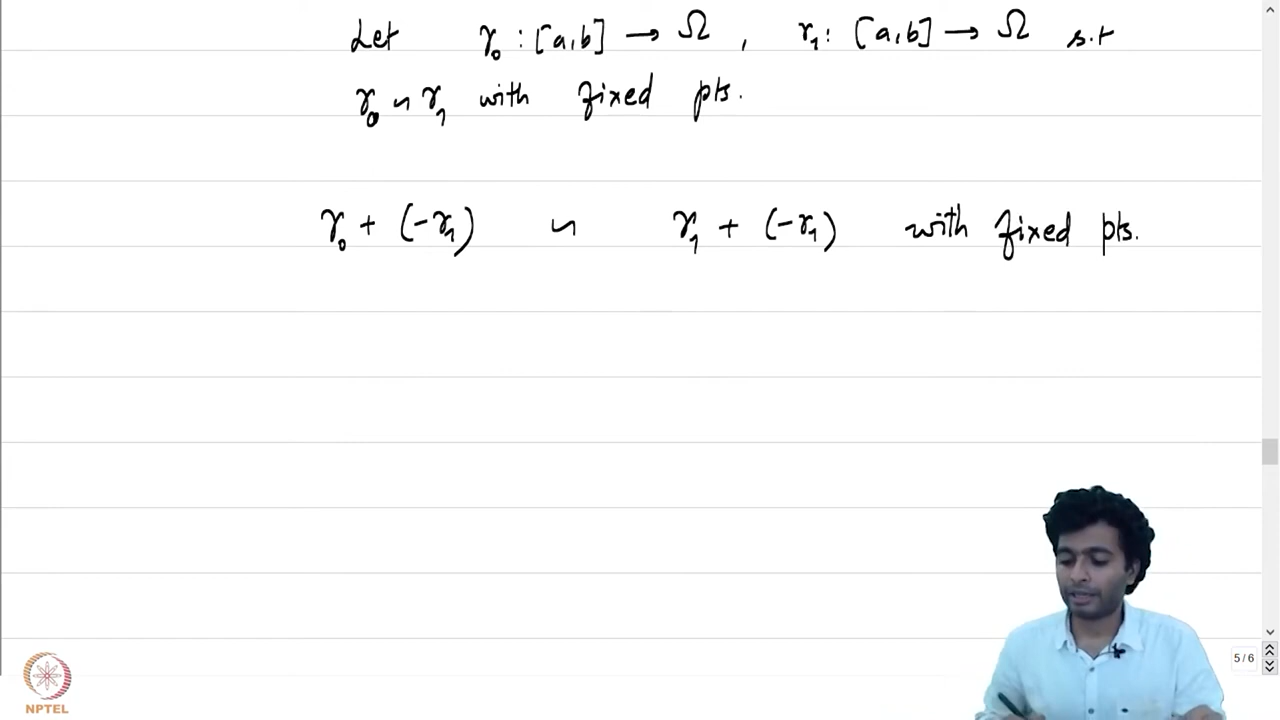 Let γ₀ : [a,b] → Ω , γ₁ : [a,b] → Ω s.t
γ₀ ~ γ₁ with fixed pts.
γ₀ + (-γ₁) ~ γ₁ + (-γ₁) with fixed pts.
5 / 6
NPTEL